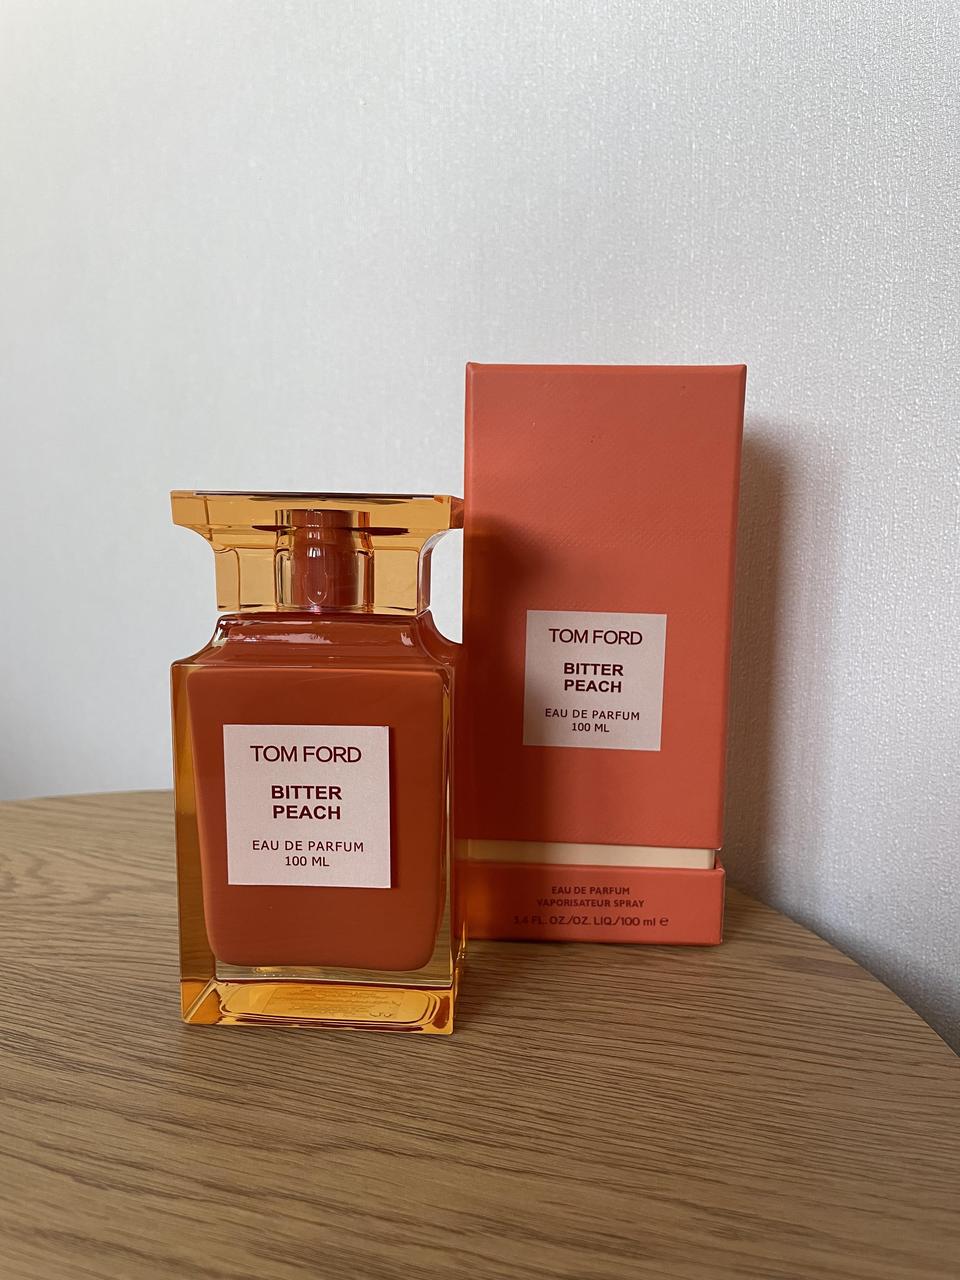 TOM FORD
BITTER
PEACH
EAU DE PARFUM
100 ML
TOM FORD
BITTER
PEACH
EAU DE PARFUM
100 ML
EAU DE PARFUM
VAPORISATEUR SPRAY
3.4 FL. OZ./OZ. LIQ./100 ml ℮